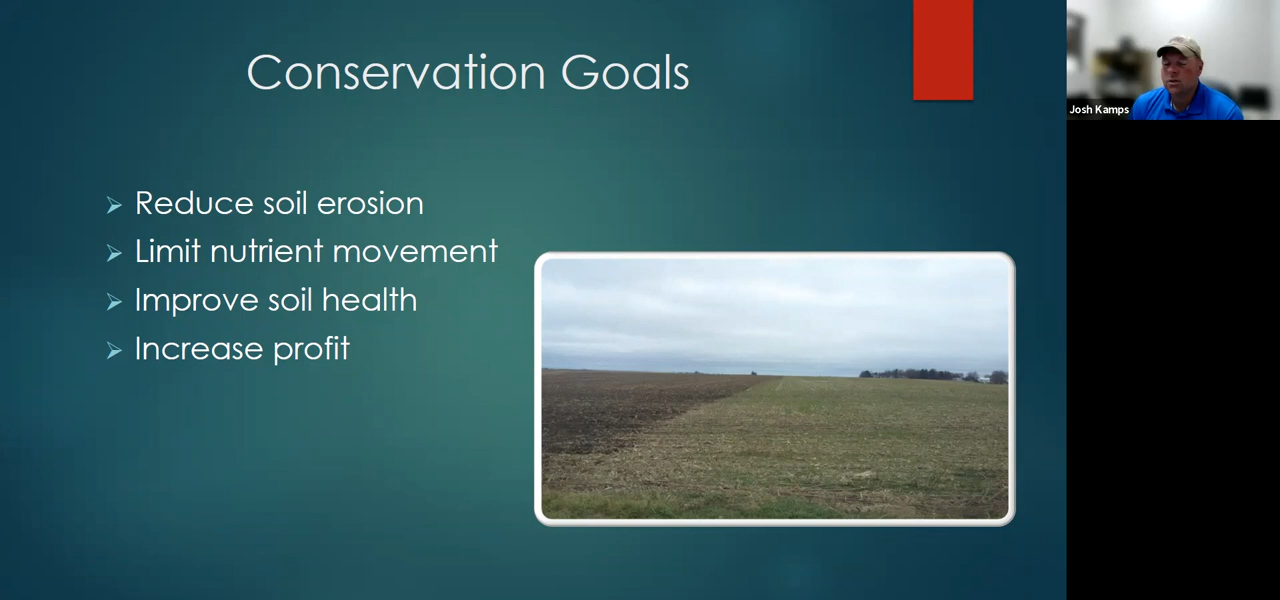 Conservation Goals
Reduce soil erosion
Limit nutrient movement
Improve soil health
Increase profit
Josh Kamps